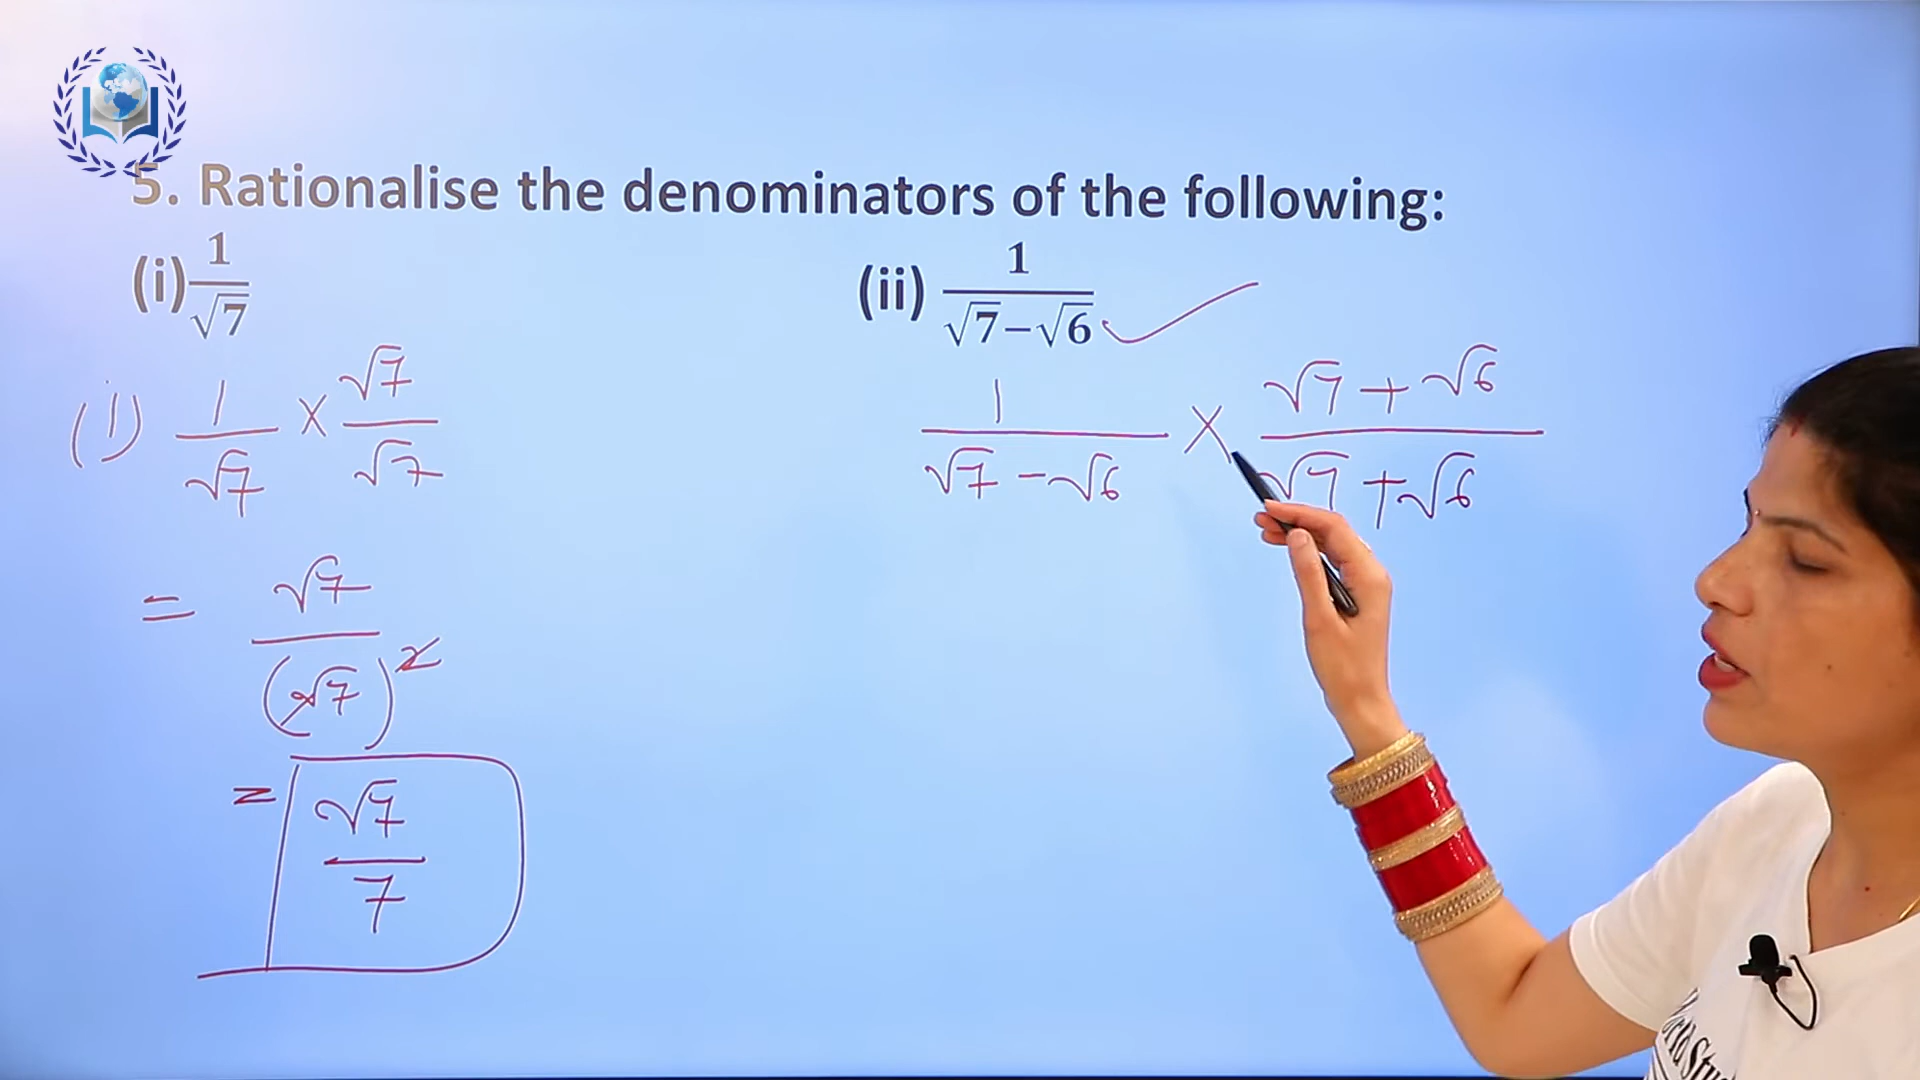 5. Rationalise the denominators of the following:
(i) 1/√7
(ii) 1/(√7−√6)
(i) 1/√7 × √7/√7
1/(√7 − √6) × (√7 + √6)/(√7 + √6)
= √7/(√7)²
= √7/7